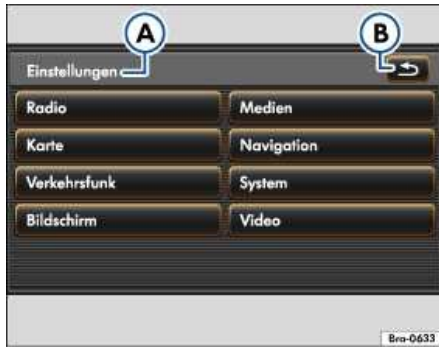 A B
Einstellungen
Radio Medien
Karte Navigation
Verkehrsfunk System
Bildschirm Video
Bra-0633